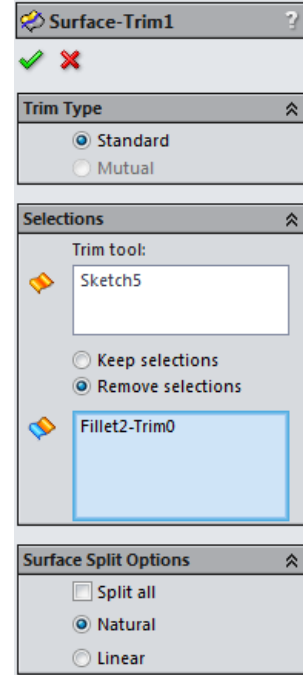 Surface-Trim1 ?
Trim Type
Standard
Mutual
Selections
Trim tool:
Sketch5
Keep selections
Remove selections
Fillet2-Trim0
Surface Split Options
Split all
Natural
Linear